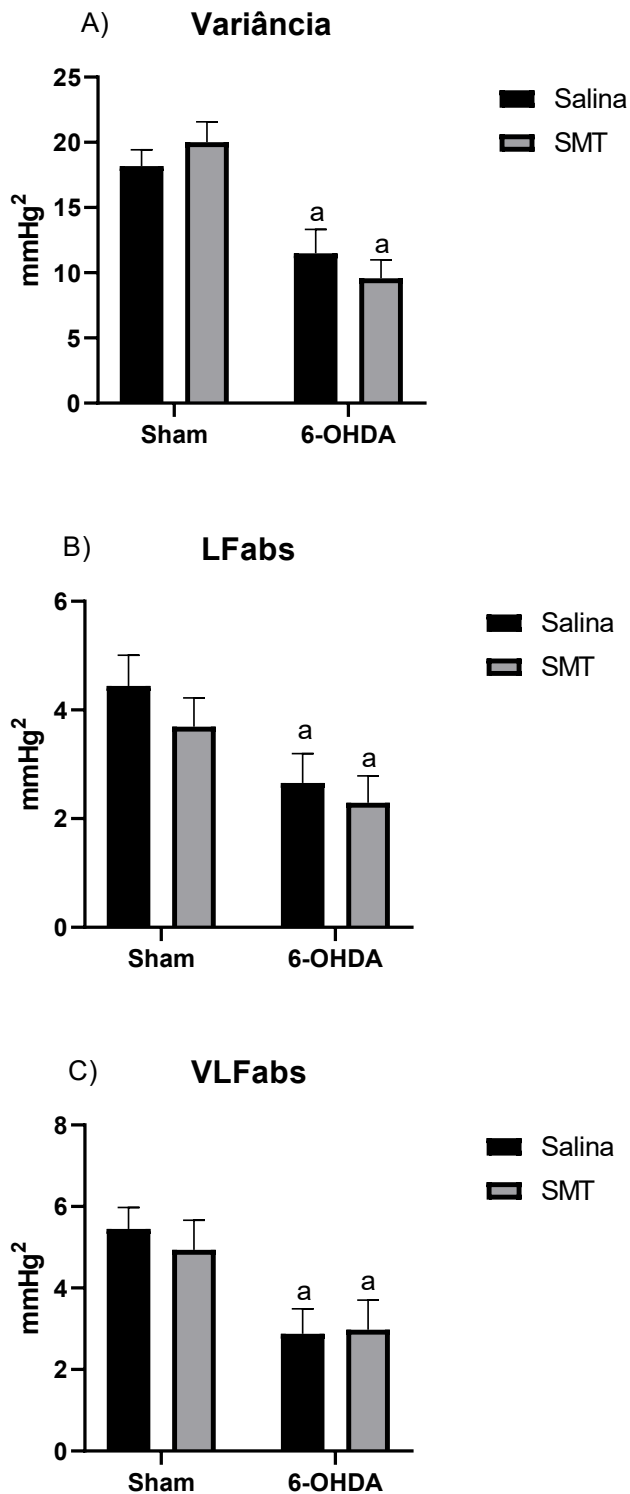 A) Variância
25
20
15
10
5
0
mmHg²
a
a
Sham
6-OHDA
Salina
SMT
B) LFabs
6
4
2
0
mmHg²
a
a
Sham
6-OHDA
Salina
SMT
C) VLFabs
8
6
4
2
0
mmHg²
a
a
Sham
6-OHDA
Salina
SMT